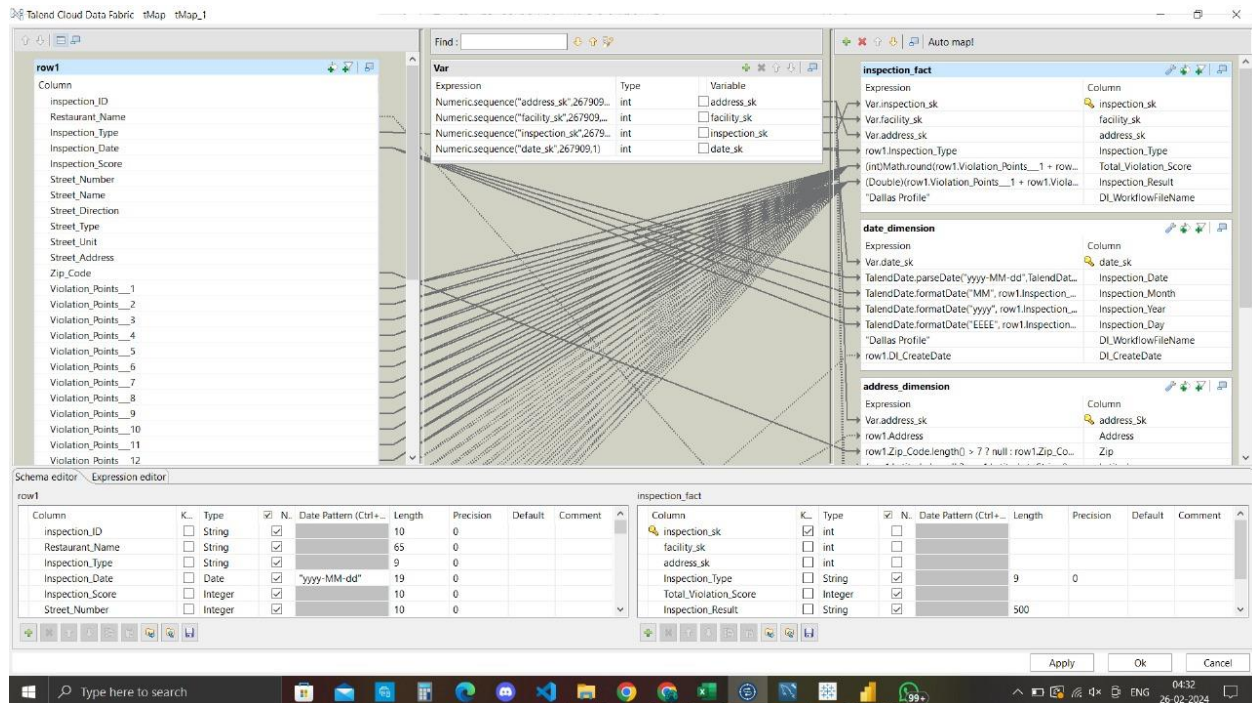 Talend Cloud Data Fabric tMap tMap_1
Find :
Auto map!
row1
Column
inspection_ID
Restaurant_Name
Inspection_Type
Inspection_Date
Inspection_Score
Street_Number
Street_Name
Street_Direction
Street_Type
Street_Unit
Street_Address
Zip_Code
Violation_Points__1
Violation_Points__2
Violation_Points__3
Violation_Points__4
Violation_Points__5
Violation_Points__6
Violation_Points__7
Violation_Points__8
Violation_Points__9
Violation_Points__10
Violation_Points__11
Violation_Points__12
Var
Expression Type Variable
Numeric.sequence("address_sk",267909... int address_sk
Numeric.sequence("facility_sk",267909,... int facility_sk
Numeric.sequence("inspection_sk",2679... int inspection_sk
Numeric.sequence("date_sk",267909,1) int date_sk
inspection_fact
Expression Column
Var.inspection_sk inspection_sk
Var.facility_sk facility_sk
Var.address_sk address_sk
row1.Inspection_Type Inspection_Type
(int)Math.round(row1.Violation_Points__1 + row... Total_Violation_Score
(Double)(row1.Violation_Points__1 + row1.Viola... Inspection_Result
"Dallas Profile" DI_WorkflowFileName
date_dimension
Expression Column
Var.date_sk date_sk
TalendDate.parseDate("yyyy-MM-dd",TalendDat... Inspection_Date
TalendDate.formatDate("MM", row1.Inspection_... Inspection_Month
TalendDate.formatDate("yyyy", row1.Inspection_... Inspection_Year
TalendDate.formatDate("EEEE", row1.Inspection... Inspection_Day
"Dallas Profile" DI_WorkflowFileName
row1.DI_CreateDate DI_CreateDate
address_dimension
Expression Column
Var.address_sk address_Sk
row1.Address Address
row1.Zip_Code.length() > 7 ? null : row1.Zip_Co... Zip
Schema editor Expression editor
row1
Column K... Type N.. Date Pattern (Ctrl+... Length Precision Default Comment
inspection_ID String 10 0
Restaurant_Name String 65 0
Inspection_Type String 9 0
Inspection_Date Date "yyyy-MM-dd" 19 0
Inspection_Score Integer 10 0
Street_Number Integer 10 0
inspection_fact
Column K... Type N.. Date Pattern (Ctrl+... Length Precision Default Comment
inspection_sk int
facility_sk int
address_sk int
Inspection_Type String 9 0
Total_Violation_Score Integer
Inspection_Result String 500
Apply Ok Cancel
Type here to search
99+
ENG
04:32
26-02-2024